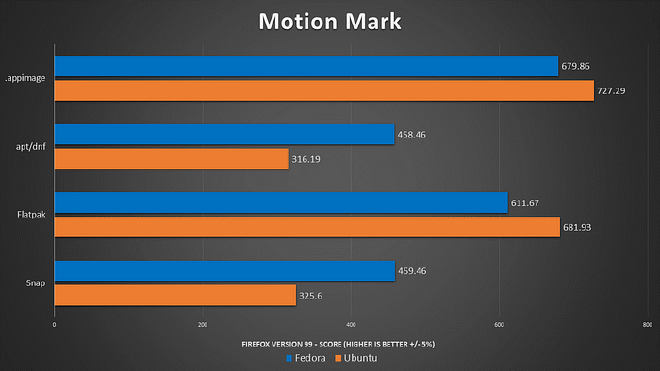 Motion Mark
.appimage
679.86
727.29
apt/dnf
458.46
316.19
Flatpak
611.67
681.93
Snap
459.46
325.6
0 200 400 600 800
FIREFOX VERSION 99 - SCORE (HIGHER IS BETTER +/-5%)
Fedora Ubuntu